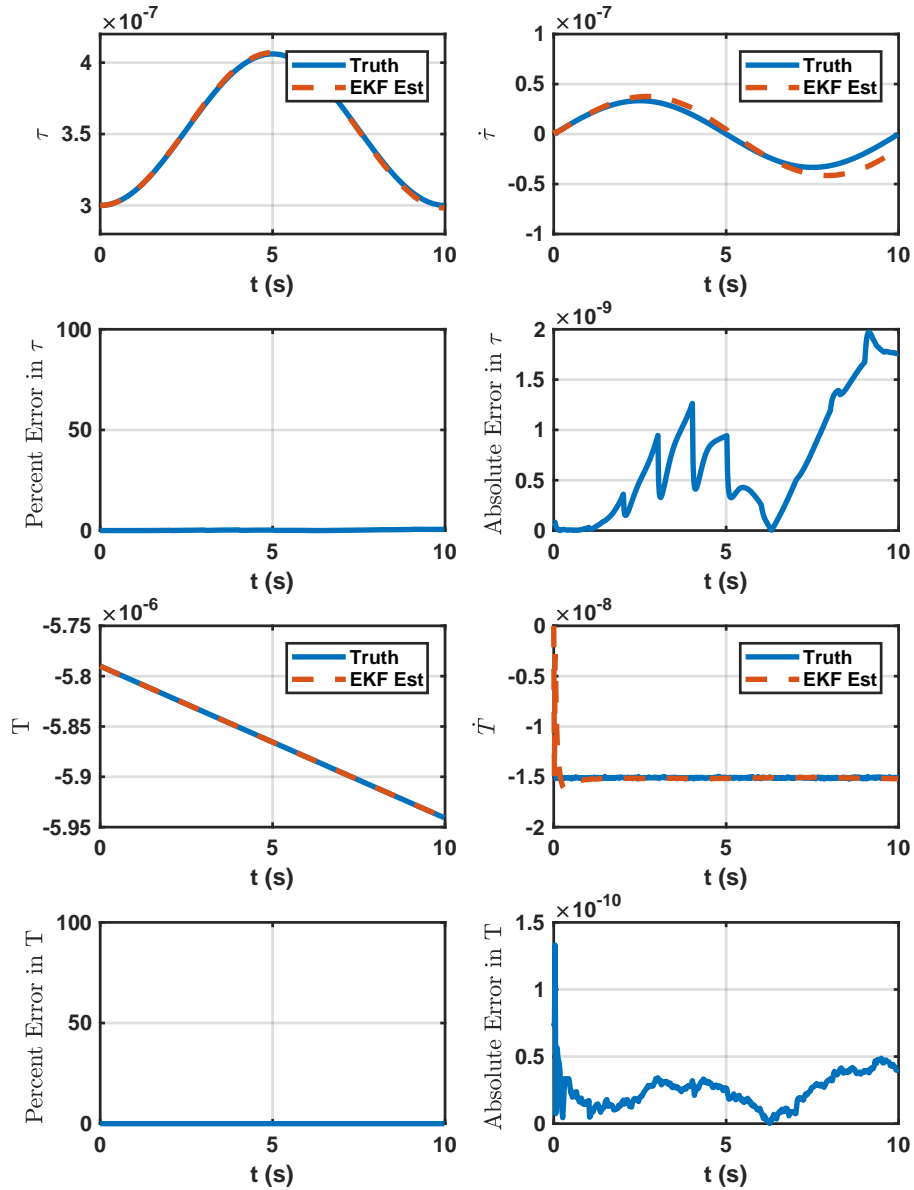 ×10⁻⁷
4
3.5
3
τ
0
5
10
t (s)
Truth
EKF Est
×10⁻⁷
1
0.5
0
-0.5
-1
τ̇
0
5
10
t (s)
100
50
0
Percent Error in τ
0
5
10
t (s)
×10⁻⁹
2
1.5
1
0.5
0
Absolute Error in τ
0
5
10
t (s)
×10⁻⁶
-5.75
-5.8
-5.85
-5.9
-5.95
T
0
5
10
t (s)
Truth
EKF Est
×10⁻⁸
0
-0.5
-1
-1.5
-2
Ṫ
0
5
10
t (s)
Truth
EKF Est
100
50
0
Percent Error in T
0
5
10
t (s)
×10⁻¹⁰
1.5
1
0.5
0
Absolute Error in T
0
5
10
t (s)